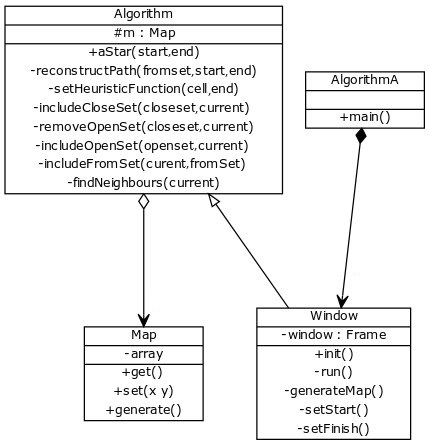 Algorithm
#m : Map
+aStar(start,end)
-reconstructPath(fromset,start,end)
-setHeuristicFunction(cell,end)
-includeCloseSet(closeset,current)
-removeOpenSet(closeset,current)
-includeOpenSet(openset,current)
-includeFromSet(curent,fromSet)
-findNeighbours(current)
AlgorithmA
+main()
Map
-array
+get()
+set(x y)
+generate()
Window
-window : Frame
+init()
-run()
-generateMap()
-setStart()
-setFinish()